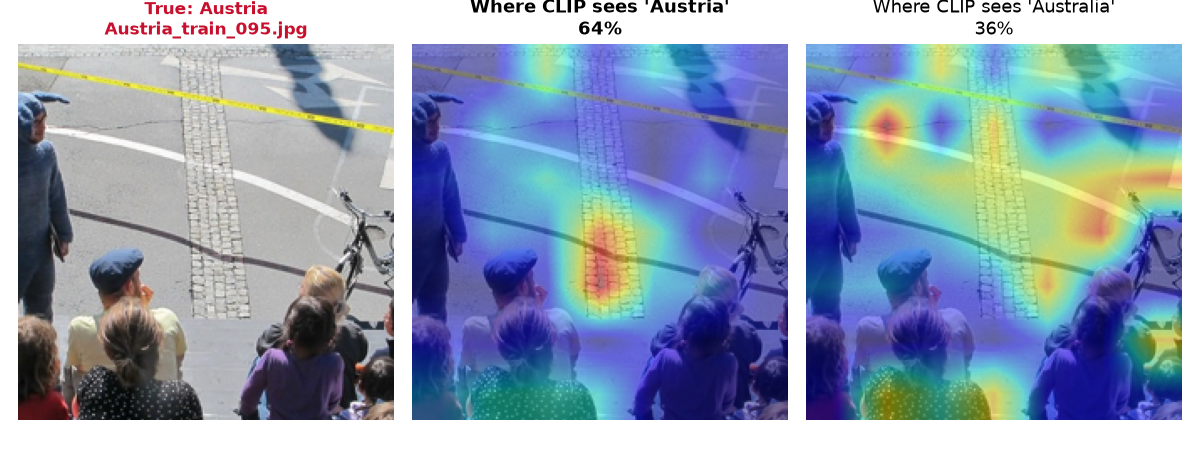 True: Austria
Austria_train_095.jpg
Where CLIP sees 'Austria'
64%
Where CLIP sees 'Australia'
36%